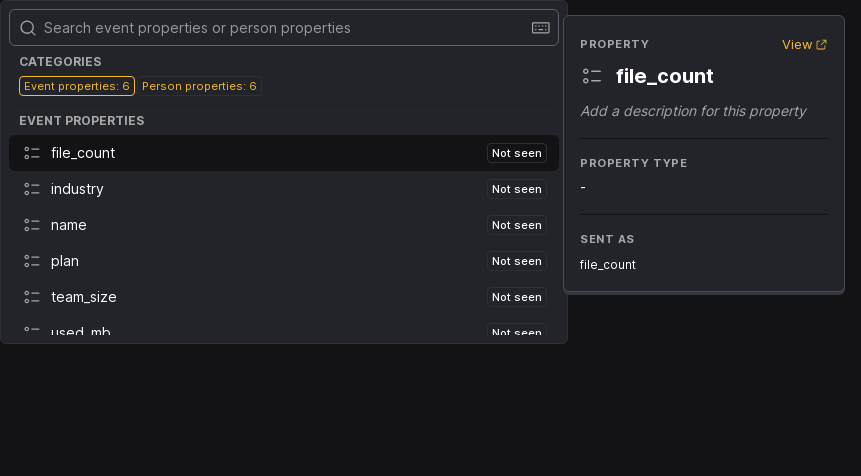 Search event properties or person properties
CATEGORIES
Event properties: 6 Person properties: 6
EVENT PROPERTIES
file_count Not seen
industry Not seen
name Not seen
plan Not seen
team_size Not seen
used_mb Not seen
PROPERTY View
file_count
Add a description for this property
PROPERTY TYPE
-
SENT AS
file_count